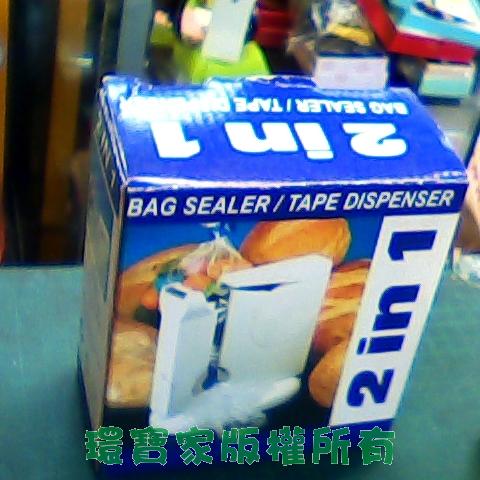 2 in 1
BAG SEALER / TAPE DISPENSER
BAG SEALER / TAPE DISPENSER
2 in 1
環寶家版權所有